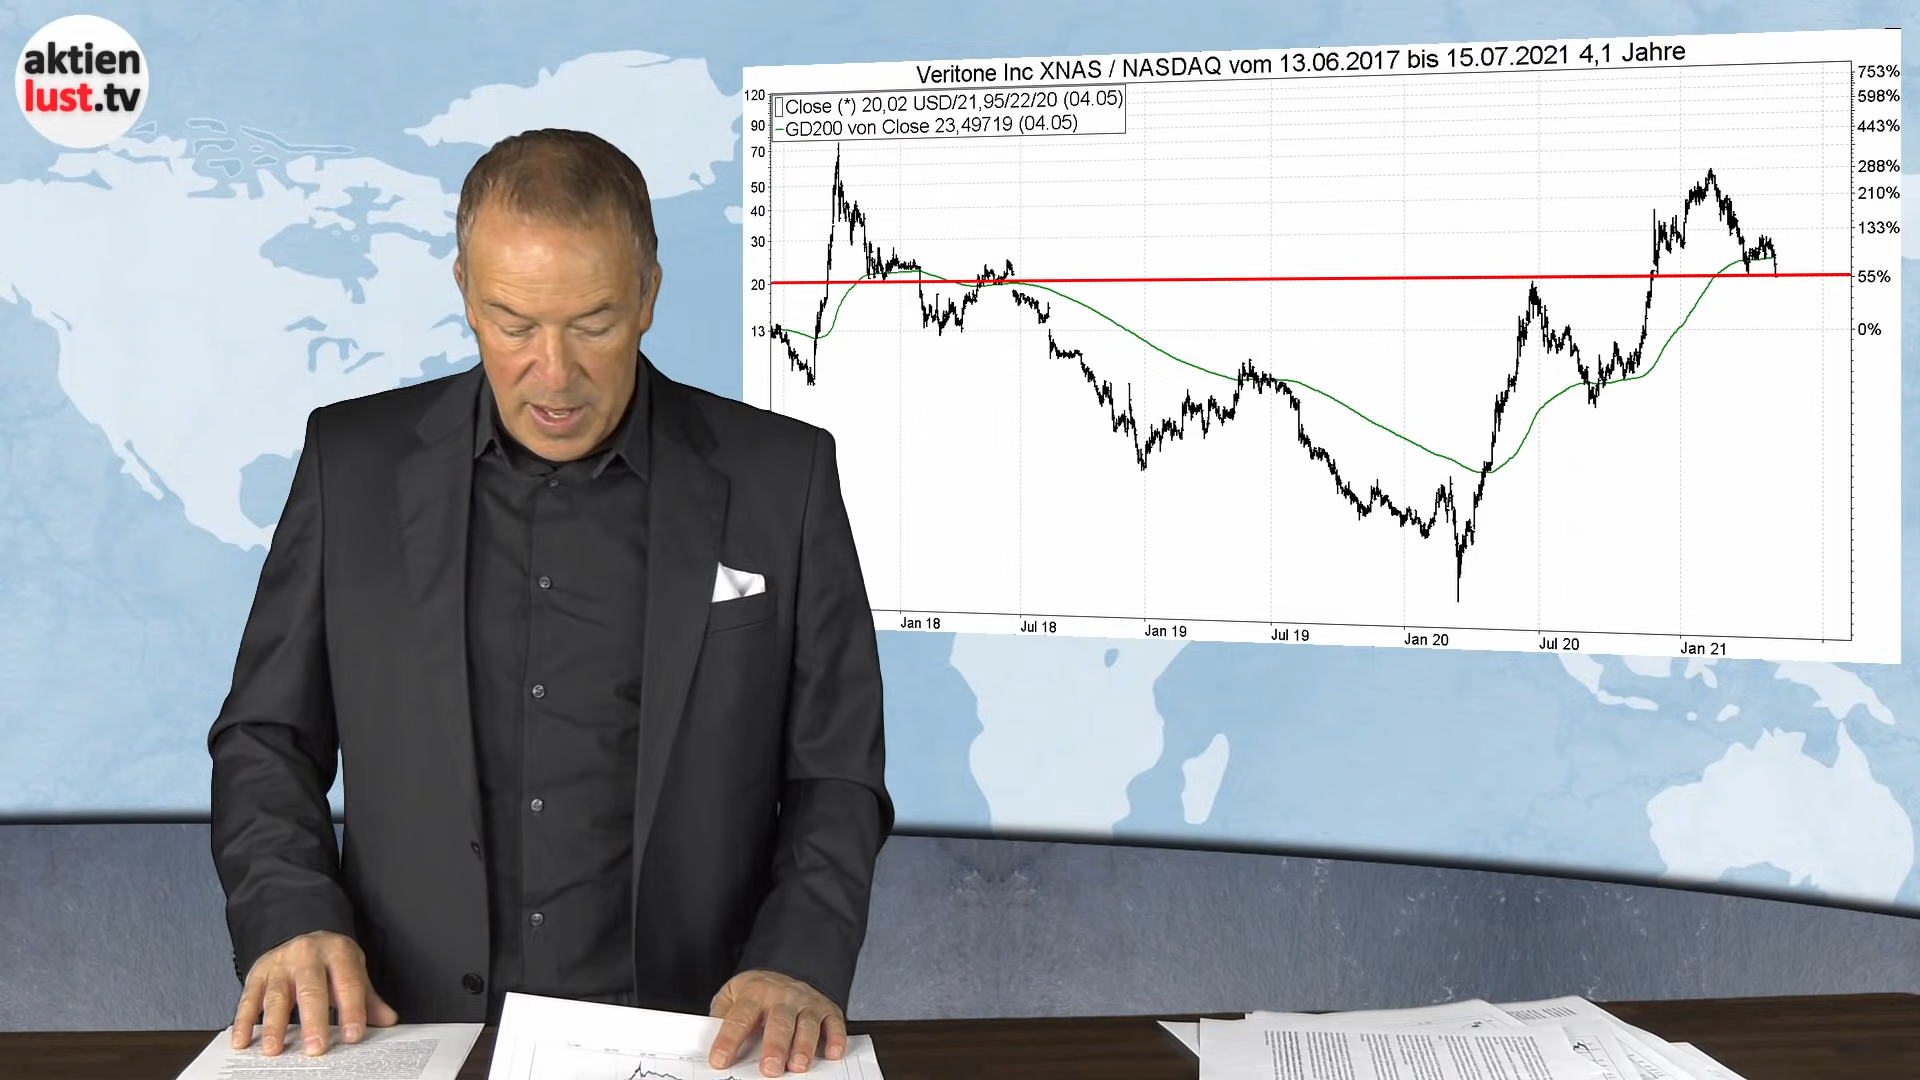 aktien
lust.tv
Veritone Inc XNAS / NASDAQ vom 13.06.2017 bis 15.07.2021 4,1 Jahre
Close (*) 20,02 USD/21,95/22/20 (04.05)
GD200 von Close 23,49719 (04.05)
120
90
70
50
40
30
20
13
753%
598%
443%
288%
210%
133%
55%
0%
Jan 18
Jul 18
Jan 19
Jul 19
Jan 20
Jul 20
Jan 21